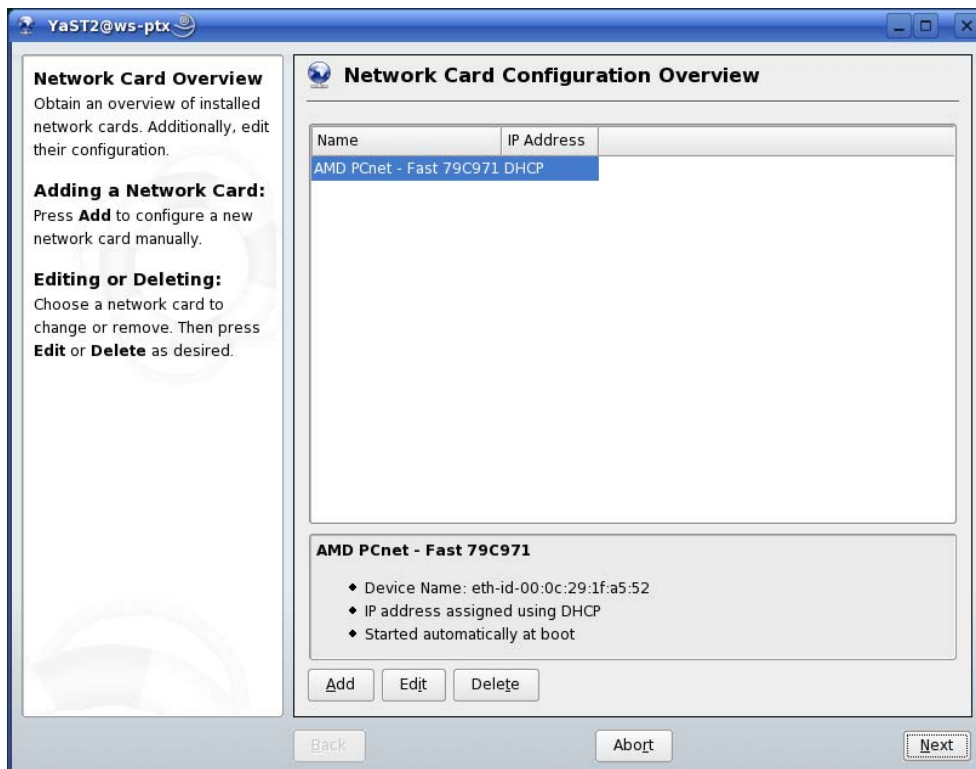 YaST2@ws-ptx
Network Card Overview
Obtain an overview of installed
network cards. Additionally, edit
their configuration.
Adding a Network Card:
Press Add to configure a new
network card manually.
Editing or Deleting:
Choose a network card to
change or remove. Then press
Edit or Delete as desired.
Network Card Configuration Overview
Name IP Address
AMD PCnet - Fast 79C971 DHCP
AMD PCnet - Fast 79C971
◆ Device Name: eth-id-00:0c:29:1f:a5:52
◆ IP address assigned using DHCP
◆ Started automatically at boot
Add Edit Delete
Back Abort Next